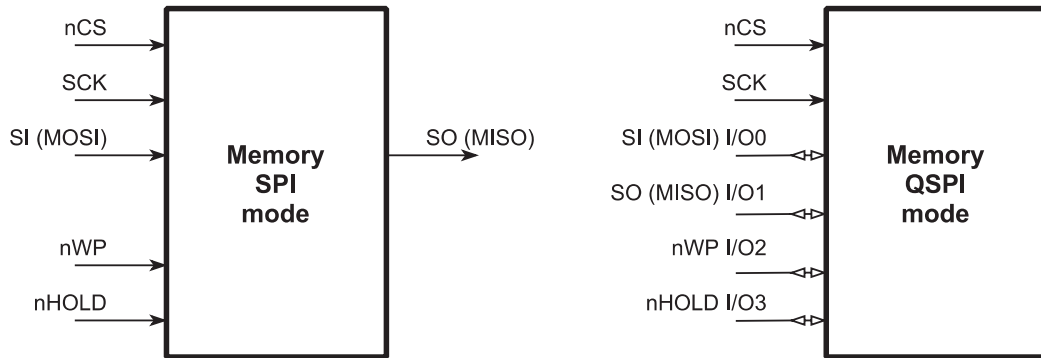 nCS
SCK
SI (MOSI)
nWP
nHOLD
Memory
SPI
mode
SO (MISO)
nCS
SCK
SI (MOSI) I/O0
SO (MISO) I/O1
nWP I/O2
nHOLD I/O3
Memory
QSPI
mode